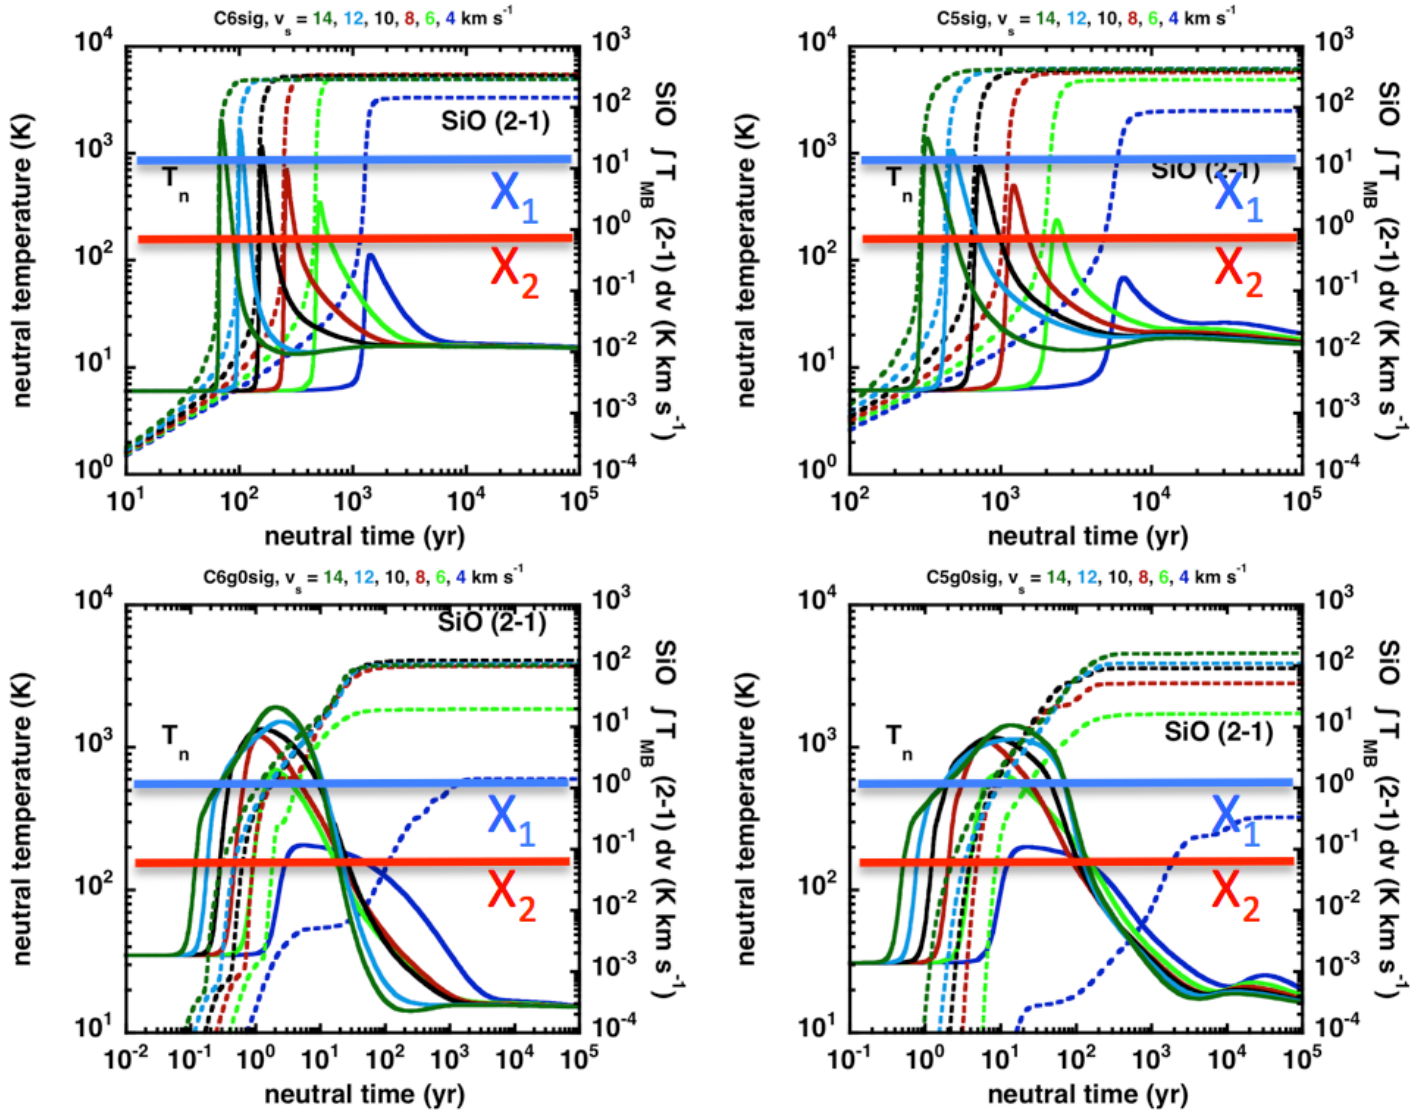 C6sig, v_s = 14, 12, 10, 8, 6, 4 km s^-1
10^4
10^3
10^2
10^1
10^0
neutral temperature (K)
T_n
SiO (2-1)
X_1
X_2
10^3
10^2
10^1
10^0
10^-1
10^-2
10^-3
10^-4
SiO ∫T_MB (2-1) dv (K km s^-1)
10^1 10^2 10^3 10^4 10^5
neutral time (yr)
C5sig, v_s = 14, 12, 10, 8, 6, 4 km s^-1
10^4
10^3
10^2
10^1
10^0
neutral temperature (K)
T_n
SiO (2-1)
X_1
X_2
10^3
10^2
10^1
10^0
10^-1
10^-2
10^-3
10^-4
SiO ∫T_MB (2-1) dv (K km s^-1)
10^2 10^3 10^4 10^5
neutral time (yr)
C6g0sig, v_s = 14, 12, 10, 8, 6, 4 km s^-1
10^4
10^3
10^2
10^1
neutral temperature (K)
SiO (2-1)
T_n
X_1
X_2
10^3
10^2
10^1
10^0
10^-1
10^-2
10^-3
10^-4
SiO ∫T_MB (2-1) dv (K km s^-1)
10^-2 10^-1 10^0 10^1 10^2 10^3 10^4 10^5
neutral time (yr)
C5g0sig, v_s = 14, 12, 10, 8, 6, 4 km s^-1
10^4
10^3
10^2
10^1
neutral temperature (K)
T_n
SiO (2-1)
X_1
X_2
10^3
10^2
10^1
10^0
10^-1
10^-2
10^-3
10^-4
SiO ∫T_MB (2-1) dv (K km s^-1)
10^-1 10^0 10^1 10^2 10^3 10^4 10^5
neutral time (yr)